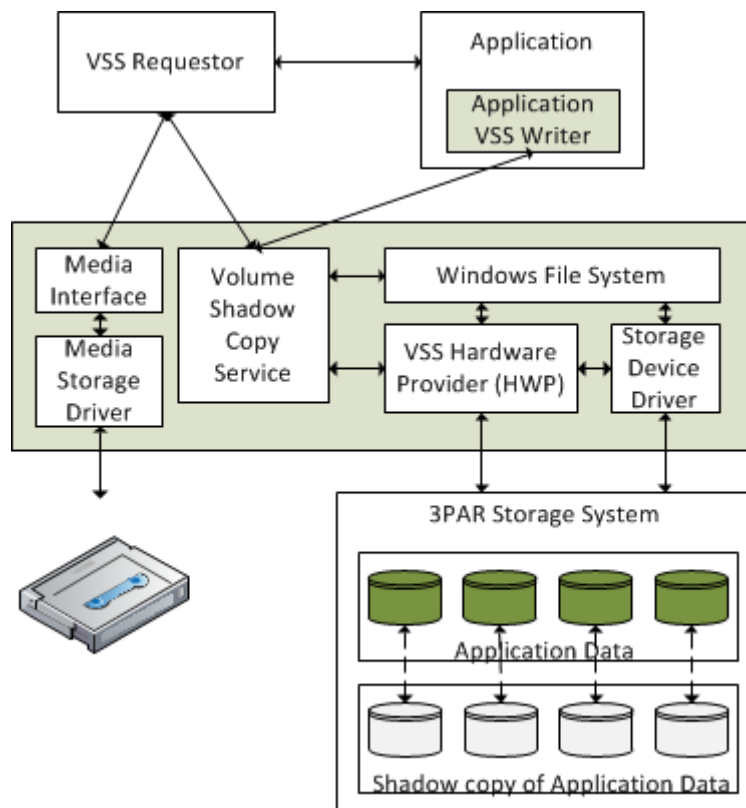 VSS Requestor
Application
Application
VSS Writer
Media
Interface
Volume
Shadow
Copy
Service
Windows File System
Media
Storage
Driver
VSS Hardware
Provider (HWP)
Storage
Device
Driver
3PAR Storage System
Application Data
Shadow copy of Application Data